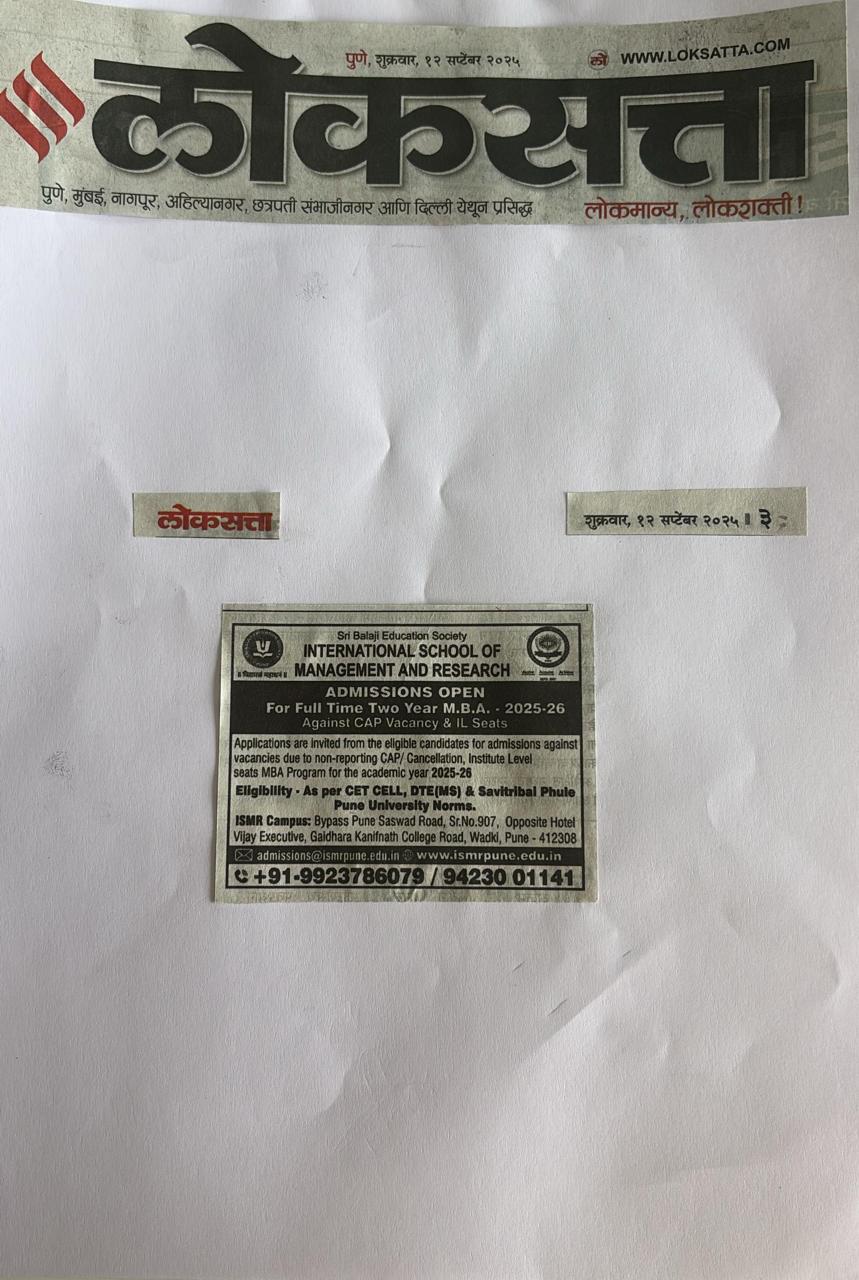 पुणे, शुक्रवार, १२ सप्टेंबर २०२५
लो WWW.LOKSATTA.COM
लोकसत्ता
पुणे, मुंबई, नागपूर, अहिल्यानगर, छत्रपती संभाजीनगर आणि दिल्ली येथून प्रसिद्ध
लोकमान्य, लोकशक्ती!
लोकसत्ता
शुक्रवार, १२ सप्टेंबर २०२५ ३
Sri Balaji Education Society
INTERNATIONAL SCHOOL OF
MANAGEMENT AND RESEARCH
ADMISSIONS OPEN
For Full Time Two Year M.B.A. - 2025-26
Against CAP Vacancy & IL Seats
Applications are invited from the eligible candidates for admissions against
vacancies due to non-reporting CAP/ Cancellation, Institute Level
seats MBA Program for the academic year 2025-26
Eligibility - As per CET CELL, DTE(MS) & Savitribal Phule
Pune University Norms.
ISMR Campus: Bypass Pune Saswad Road, Sr.No.907, Opposite Hotel
Vijay Executive, Gaidhara Kanifnath College Road, Wadki, Pune - 412308
admissions@ismrpune.edu.in www.ismrpune.edu.in
+91-9923786079 / 94230 01141